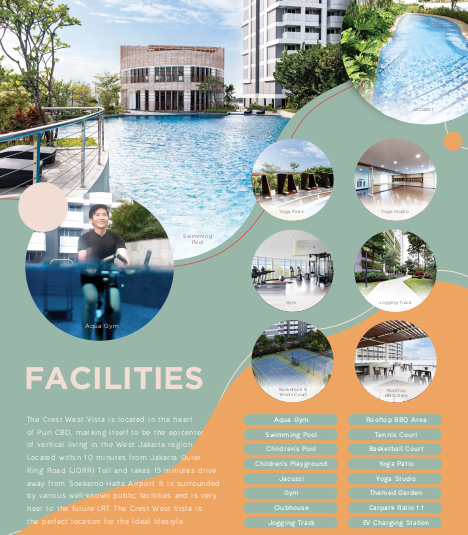 Jacuzzi
Swimming
Pool
Yoga Patio
Yoga Studio
Aqua Gym
Gym
Jogging Track
Basketball &
Tennis Court
Rooftop
BBQ Area
FACILITIES
The Crest West Vista is located in the heart
of Puri CBD, marking itself to be the epicenter
of vertical living in the West Jakarta region.
Located within 10 minutes from Jakarta Outer
Ring Road (JORR) Toll and takes 15 minutes drive
away from Soekarno-Hatta Airport. It is surrounded
by various well-known public facilities and is very
near to the future LRT. The Crest West Vista is
the perfect location for the Ideal lifestyle.
Aqua Gym
Swimming Pool
Children's Pool
Children's Playground
Jacuzzi
Gym
Clubhouse
Jogging Track
Rooftop BBQ Area
Tennis Court
Basketball Court
Yoga Patio
Yoga Studio
Themed Garden
Carpark Ratio 1:1
EV Charging Station